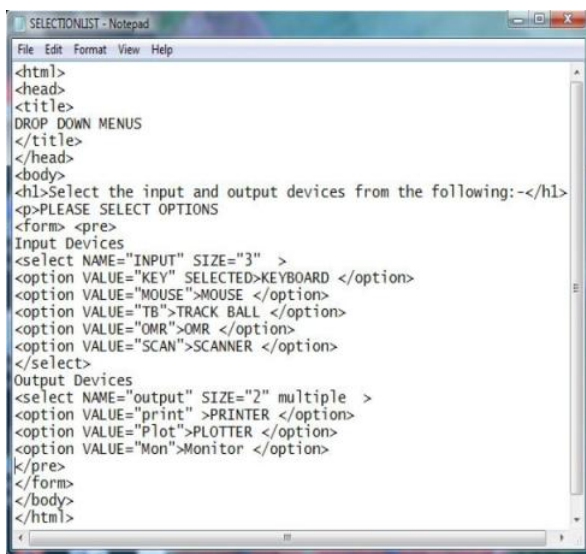 SELECTIONLIST - Notepad
File Edit Format View Help
<html>
<head>
<title>
DROP DOWN MENUS
</title>
</head>
<body>
<h1>Select the input and output devices from the following:-</h1>
<p>PLEASE SELECT OPTIONS
<form> <pre>
Input Devices
<select NAME="INPUT" SIZE="3"  >
<option VALUE="KEY" SELECTED>KEYBOARD </option>
<option VALUE="MOUSE">MOUSE </option>
<option VALUE="TB">TRACK BALL </option>
<option VALUE="OMR">OMR </option>
<option VALUE="SCAN">SCANNER </option>
</select>
Output Devices
<select NAME="output" SIZE="2" multiple  >
<option VALUE="print" >PRINTER </option>
<option VALUE="Plot">PLOTTER </option>
<option VALUE="Mon">Monitor </option>
</pre>
</form>
</body>
</html>